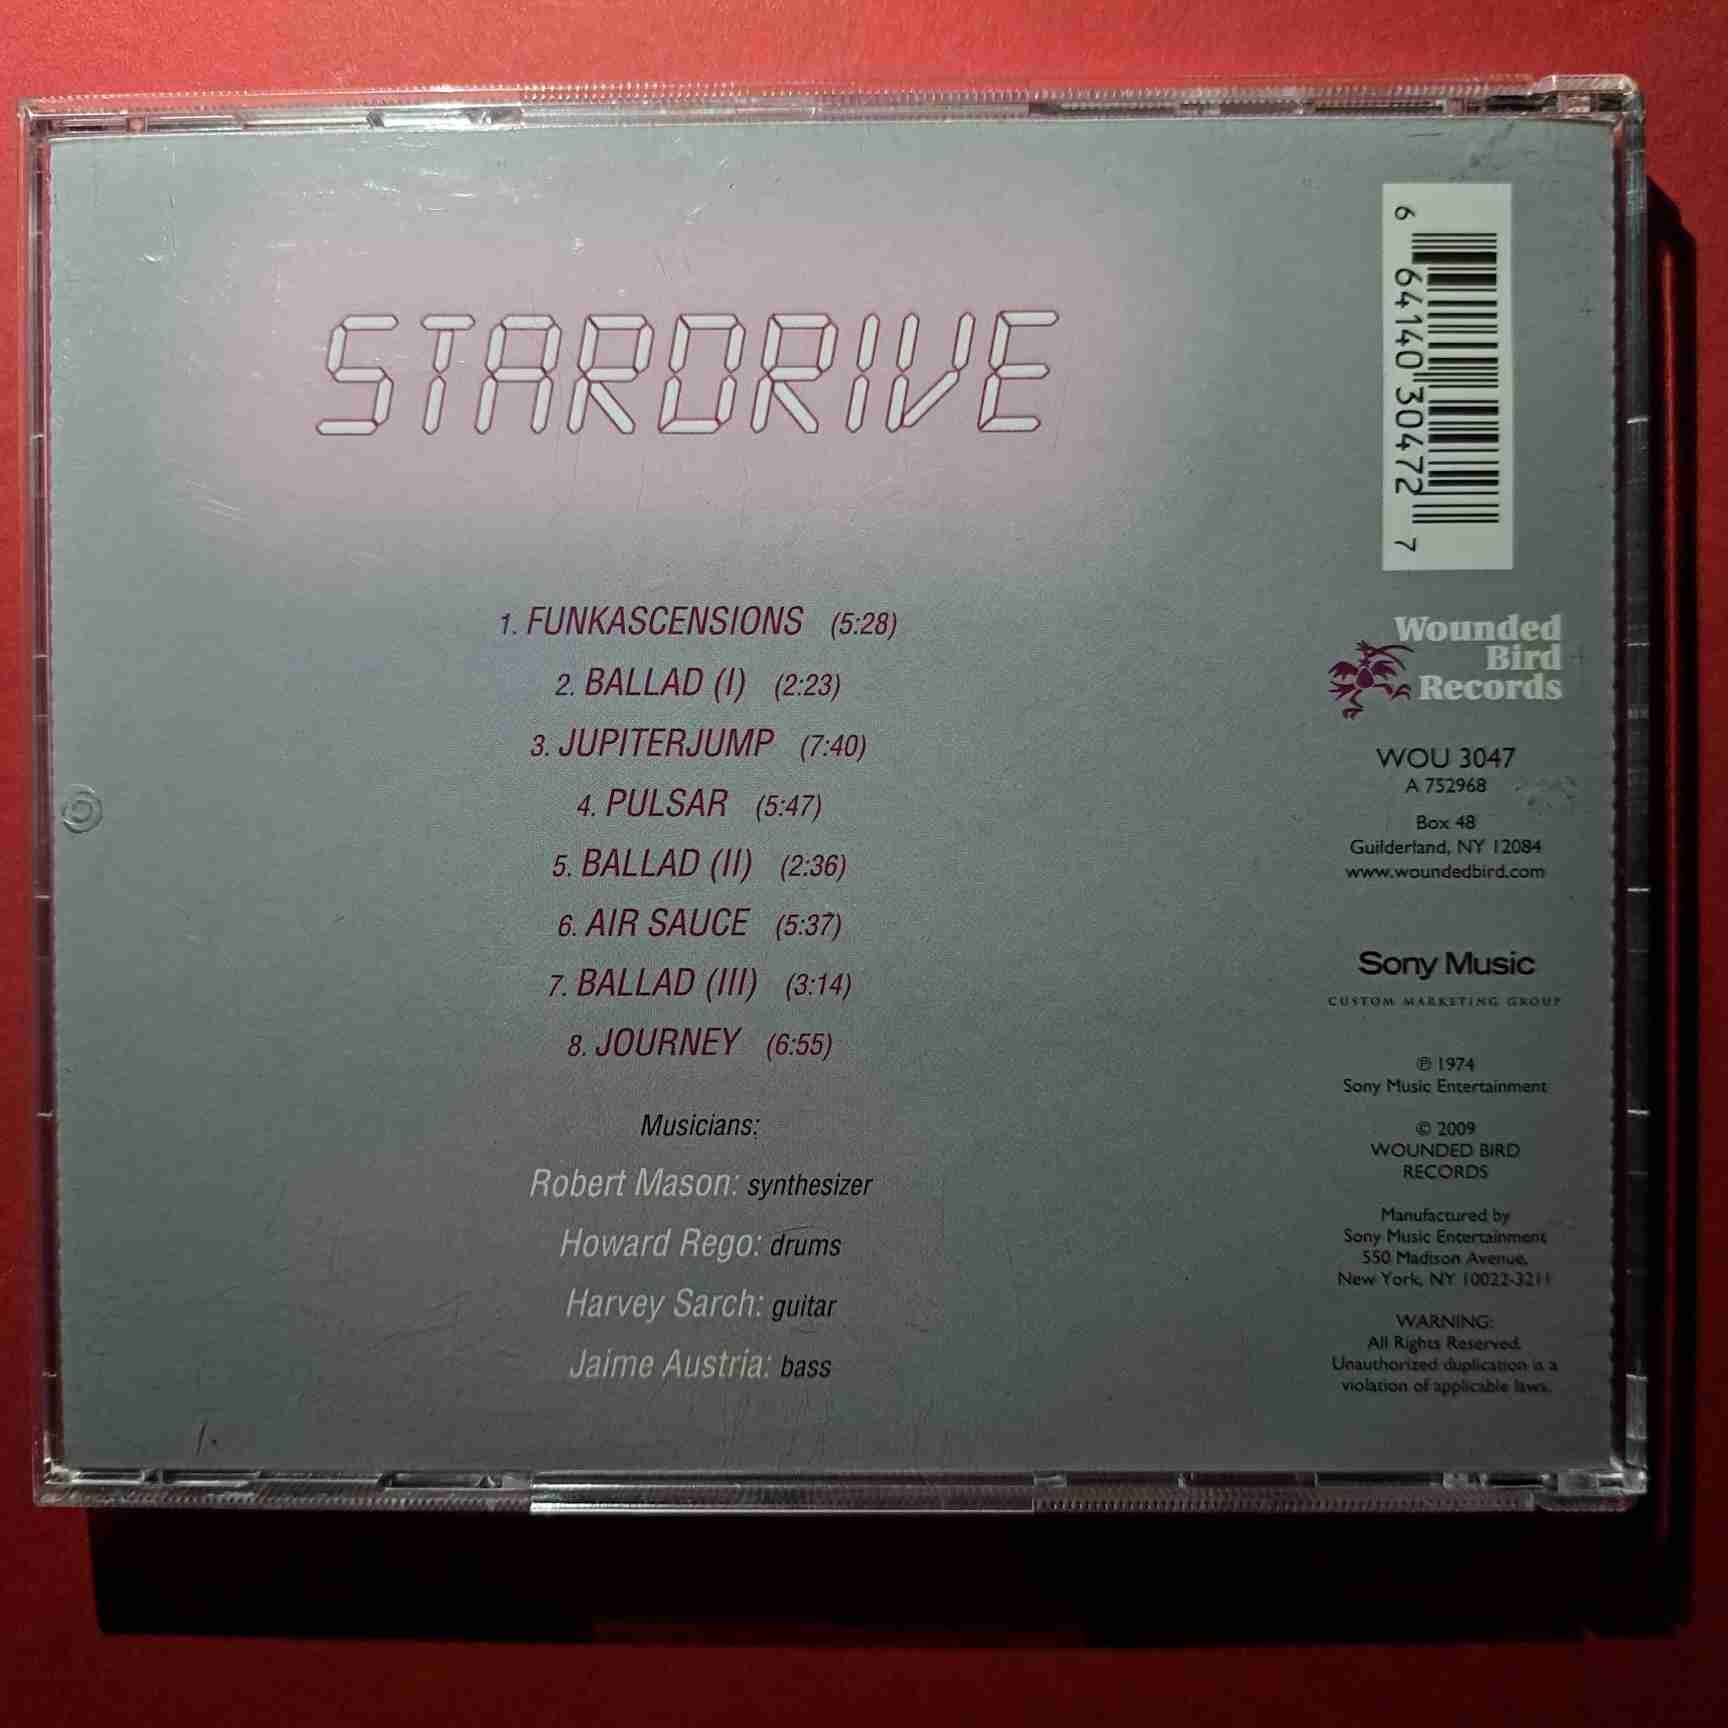 STARDRIVE
1. FUNKASCENSIONS (5:28)
2. BALLAD (I) (2:23)
3. JUPITERJUMP (7:40)
4. PULSAR (5:47)
5. BALLAD (II) (2:36)
6. AIR SAUCE (5:37)
7. BALLAD (III) (3:14)
8. JOURNEY (6:55)
Musicians:
Robert Mason: synthesizer
Howard Rego: drums
Harvey Sarch: guitar
Jaime Austria: bass
6 64140 30472 7
Wounded
Bird
Records
WOU 3047
A 752968
Box 48
Guilderland, NY 12084
www.woundedbird.com
Sony Music
CUSTOM MARKETING GROUP
℗ 1974
Sony Music Entertainment
© 2009
WOUNDED BIRD
RECORDS
Manufactured by
Sony Music Entertainment
550 Madison Avenue,
New York, NY 10022-3211
WARNING:
All Rights Reserved.
Unauthorized duplication is a
violation of applicable laws.